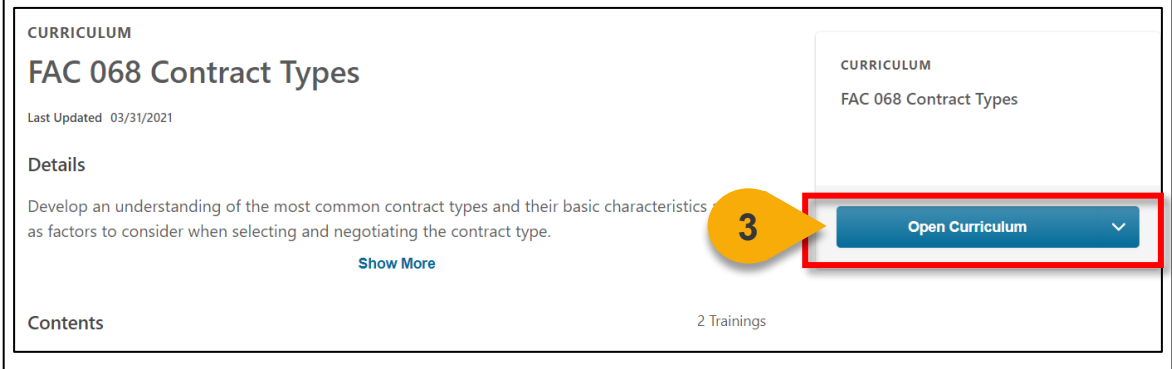 CURRICULUM
FAC 068 Contract Types
Last Updated 03/31/2021
Details
Develop an understanding of the most common contract types and their basic characteristics
as factors to consider when selecting and negotiating the contract type.
Show More
Contents
2 Trainings
CURRICULUM
FAC 068 Contract Types
3
Open Curriculum